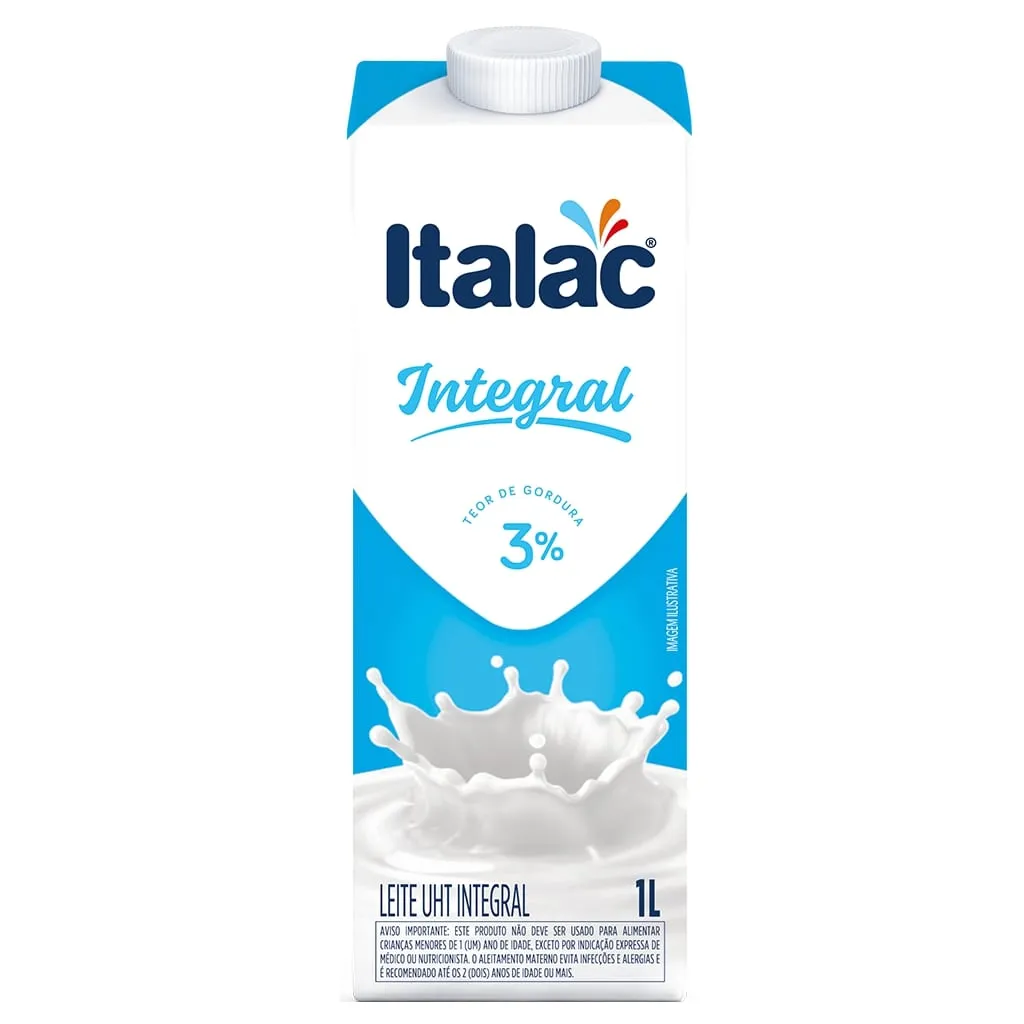 Italac®
Integral
TEOR DE GORDURA
3%
IMAGEM ILUSTRATIVA
LEITE UHT INTEGRAL 1L
AVISO IMPORTANTE: ESTE PRODUTO NÃO DEVE SER USADO PARA ALIMENTAR
CRIANÇAS MENORES DE 1 (UM) ANO DE IDADE, EXCETO POR INDICAÇÃO EXPRESSA DE
MÉDICO OU NUTRICIONISTA. O ALEITAMENTO MATERNO EVITA INFECÇÕES E ALERGIAS E
É RECOMENDADO ATÉ OS 2 (DOIS) ANOS DE IDADE OU MAIS.